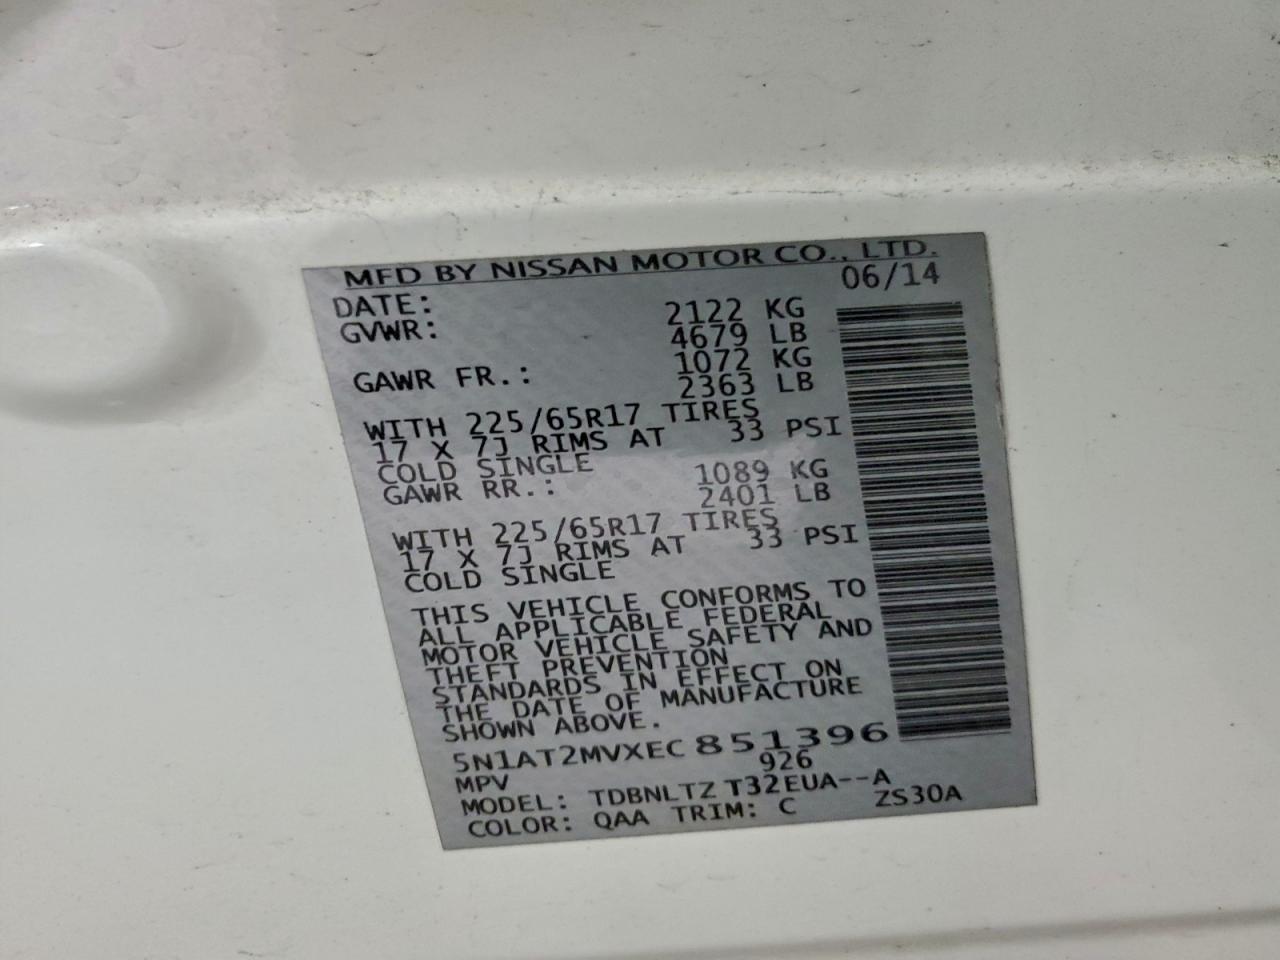 MFD BY NISSAN MOTOR CO., LTD.
DATE: 06/14
GVWR: 2122 KG
4679 LB
GAWR FR.: 1072 KG
2363 LB
WITH 225/65R17 TIRES
17 X 7J RIMS AT 33 PSI
COLD SINGLE
GAWR RR.: 1089 KG
2401 LB
WITH 225/65R17 TIRES
17 X 7J RIMS AT 33 PSI
COLD SINGLE
THIS VEHICLE CONFORMS TO
ALL APPLICABLE FEDERAL
MOTOR VEHICLE SAFETY AND
THEFT PREVENTION
STANDARDS IN EFFECT ON
THE DATE OF MANUFACTURE
SHOWN ABOVE.
5N1AT2MVXEC851396
MPV 926
MODEL: TDBNLTZ T32EUA--A
COLOR: QAA TRIM: C ZS30A